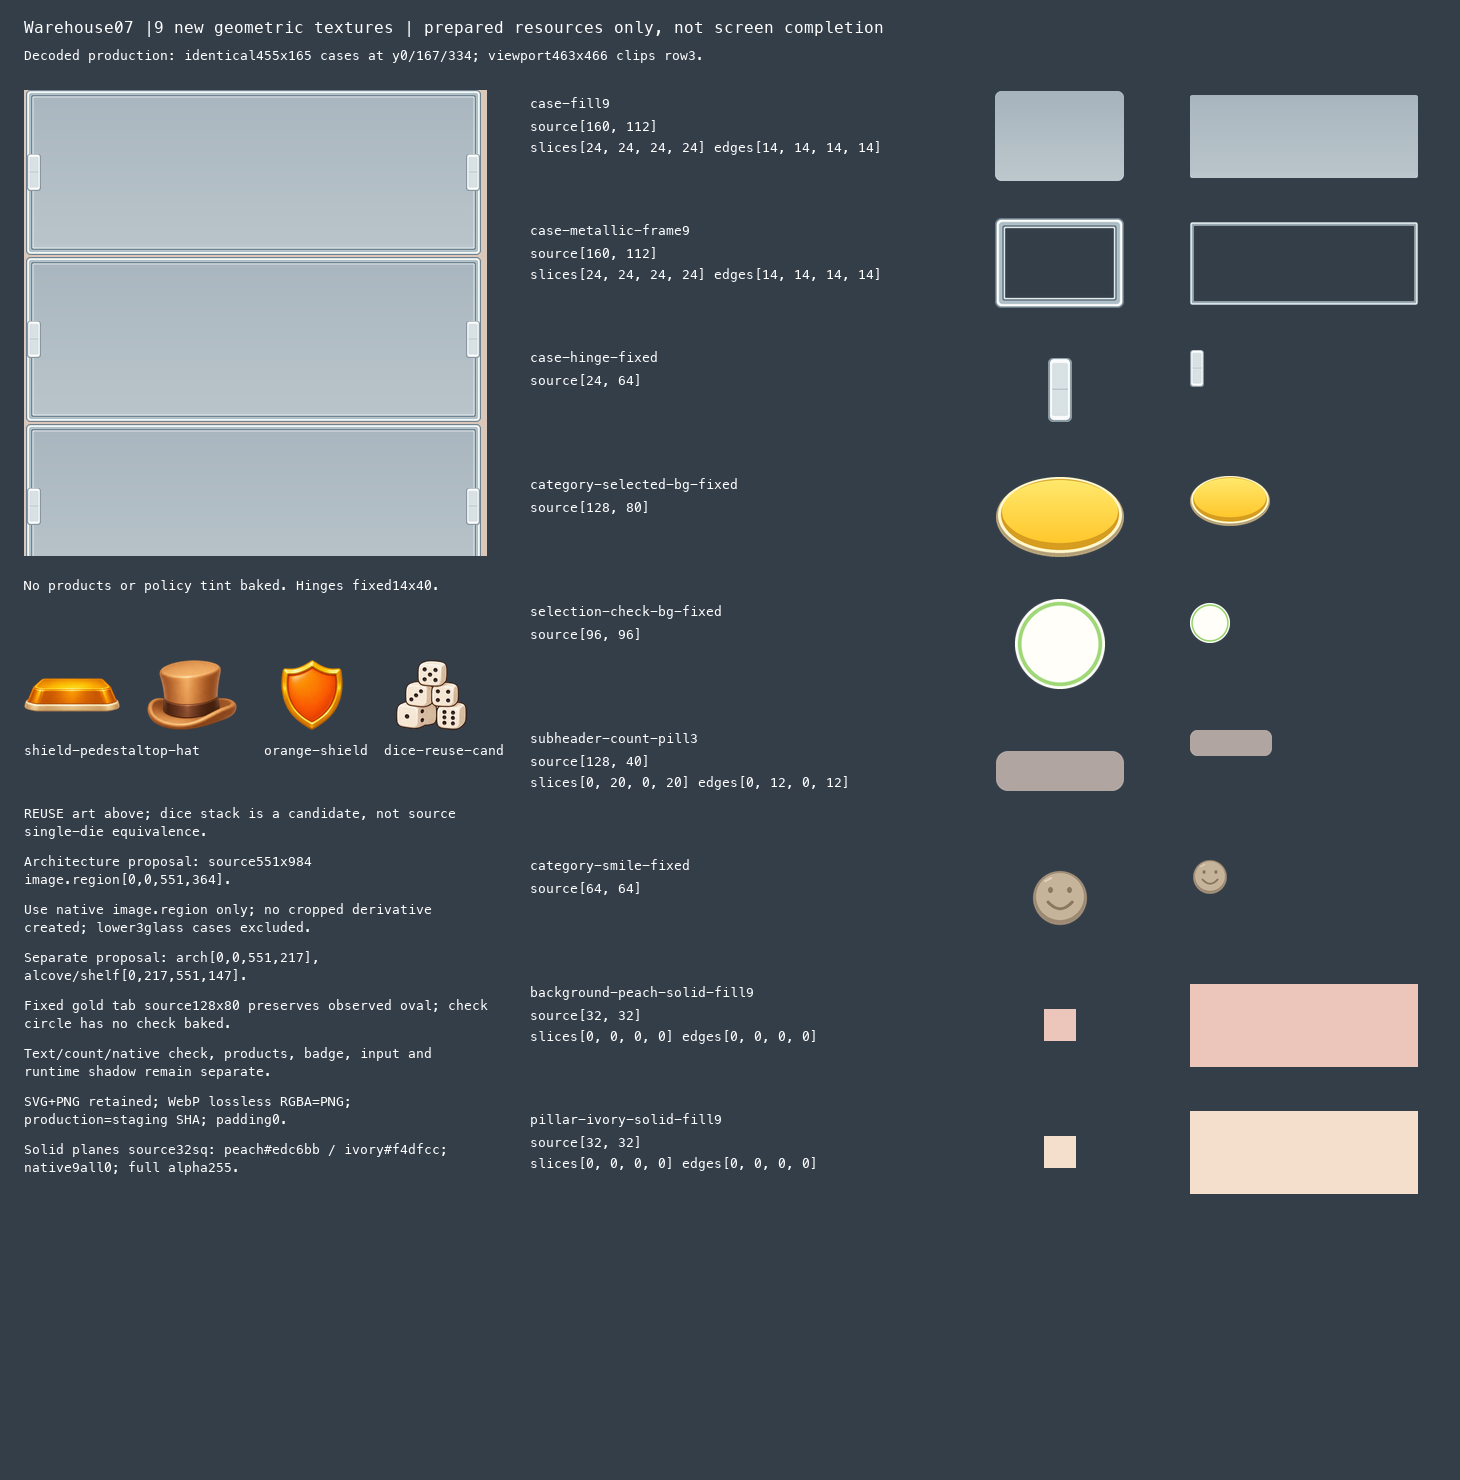 Warehouse07 |9 new geometric textures | prepared resources only, not screen completion
Decoded production: identical455x165 cases at y0/167/334; viewport463x466 clips row3.
No products or policy tint baked. Hinges fixed14x40.
shield-pedestaltop-hat orange-shield dice-reuse-cand
REUSE art above; dice stack is a candidate, not source
single-die equivalence.
Architecture proposal: source551x984
image.region[0,0,551,364].
Use native image.region only; no cropped derivative
created; lower3glass cases excluded.
Separate proposal: arch[0,0,551,217],
alcove/shelf[0,217,551,147].
Fixed gold tab source128x80 preserves observed oval; check
circle has no check baked.
Text/count/native check, products, badge, input and
runtime shadow remain separate.
SVG+PNG retained; WebP lossless RGBA=PNG;
production=staging SHA; padding0.
Solid planes source32sq: peach#edc6bb / ivory#f4dfcc;
native9all0; full alpha255.
case-fill9
source[160, 112]
slices[24, 24, 24, 24] edges[14, 14, 14, 14]
case-metallic-frame9
source[160, 112]
slices[24, 24, 24, 24] edges[14, 14, 14, 14]
case-hinge-fixed
source[24, 64]
category-selected-bg-fixed
source[128, 80]
selection-check-bg-fixed
source[96, 96]
subheader-count-pill3
source[128, 40]
slices[0, 20, 0, 20] edges[0, 12, 0, 12]
category-smile-fixed
source[64, 64]
background-peach-solid-fill9
source[32, 32]
slices[0, 0, 0, 0] edges[0, 0, 0, 0]
pillar-ivory-solid-fill9
source[32, 32]
slices[0, 0, 0, 0] edges[0, 0, 0, 0]